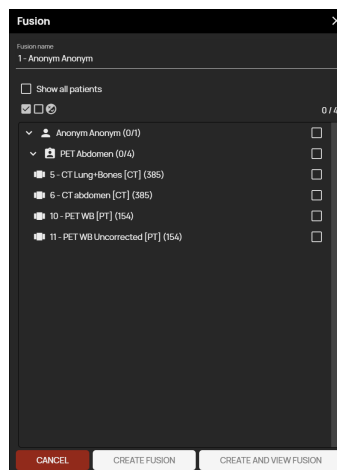 Fusion
Fusion name
1 - Anonym Anonym
Show all patients
0 / 4
Anonym Anonym (0/1)
PET Abdomen (0/4)
5 - CT Lung+Bones [CT] (385)
6 - CT abdomen [CT] (385)
10 - PET WB [PT] (154)
11 - PET WB Uncorrected [PT] (154)
CANCEL CREATE FUSION CREATE AND VIEW FUSION